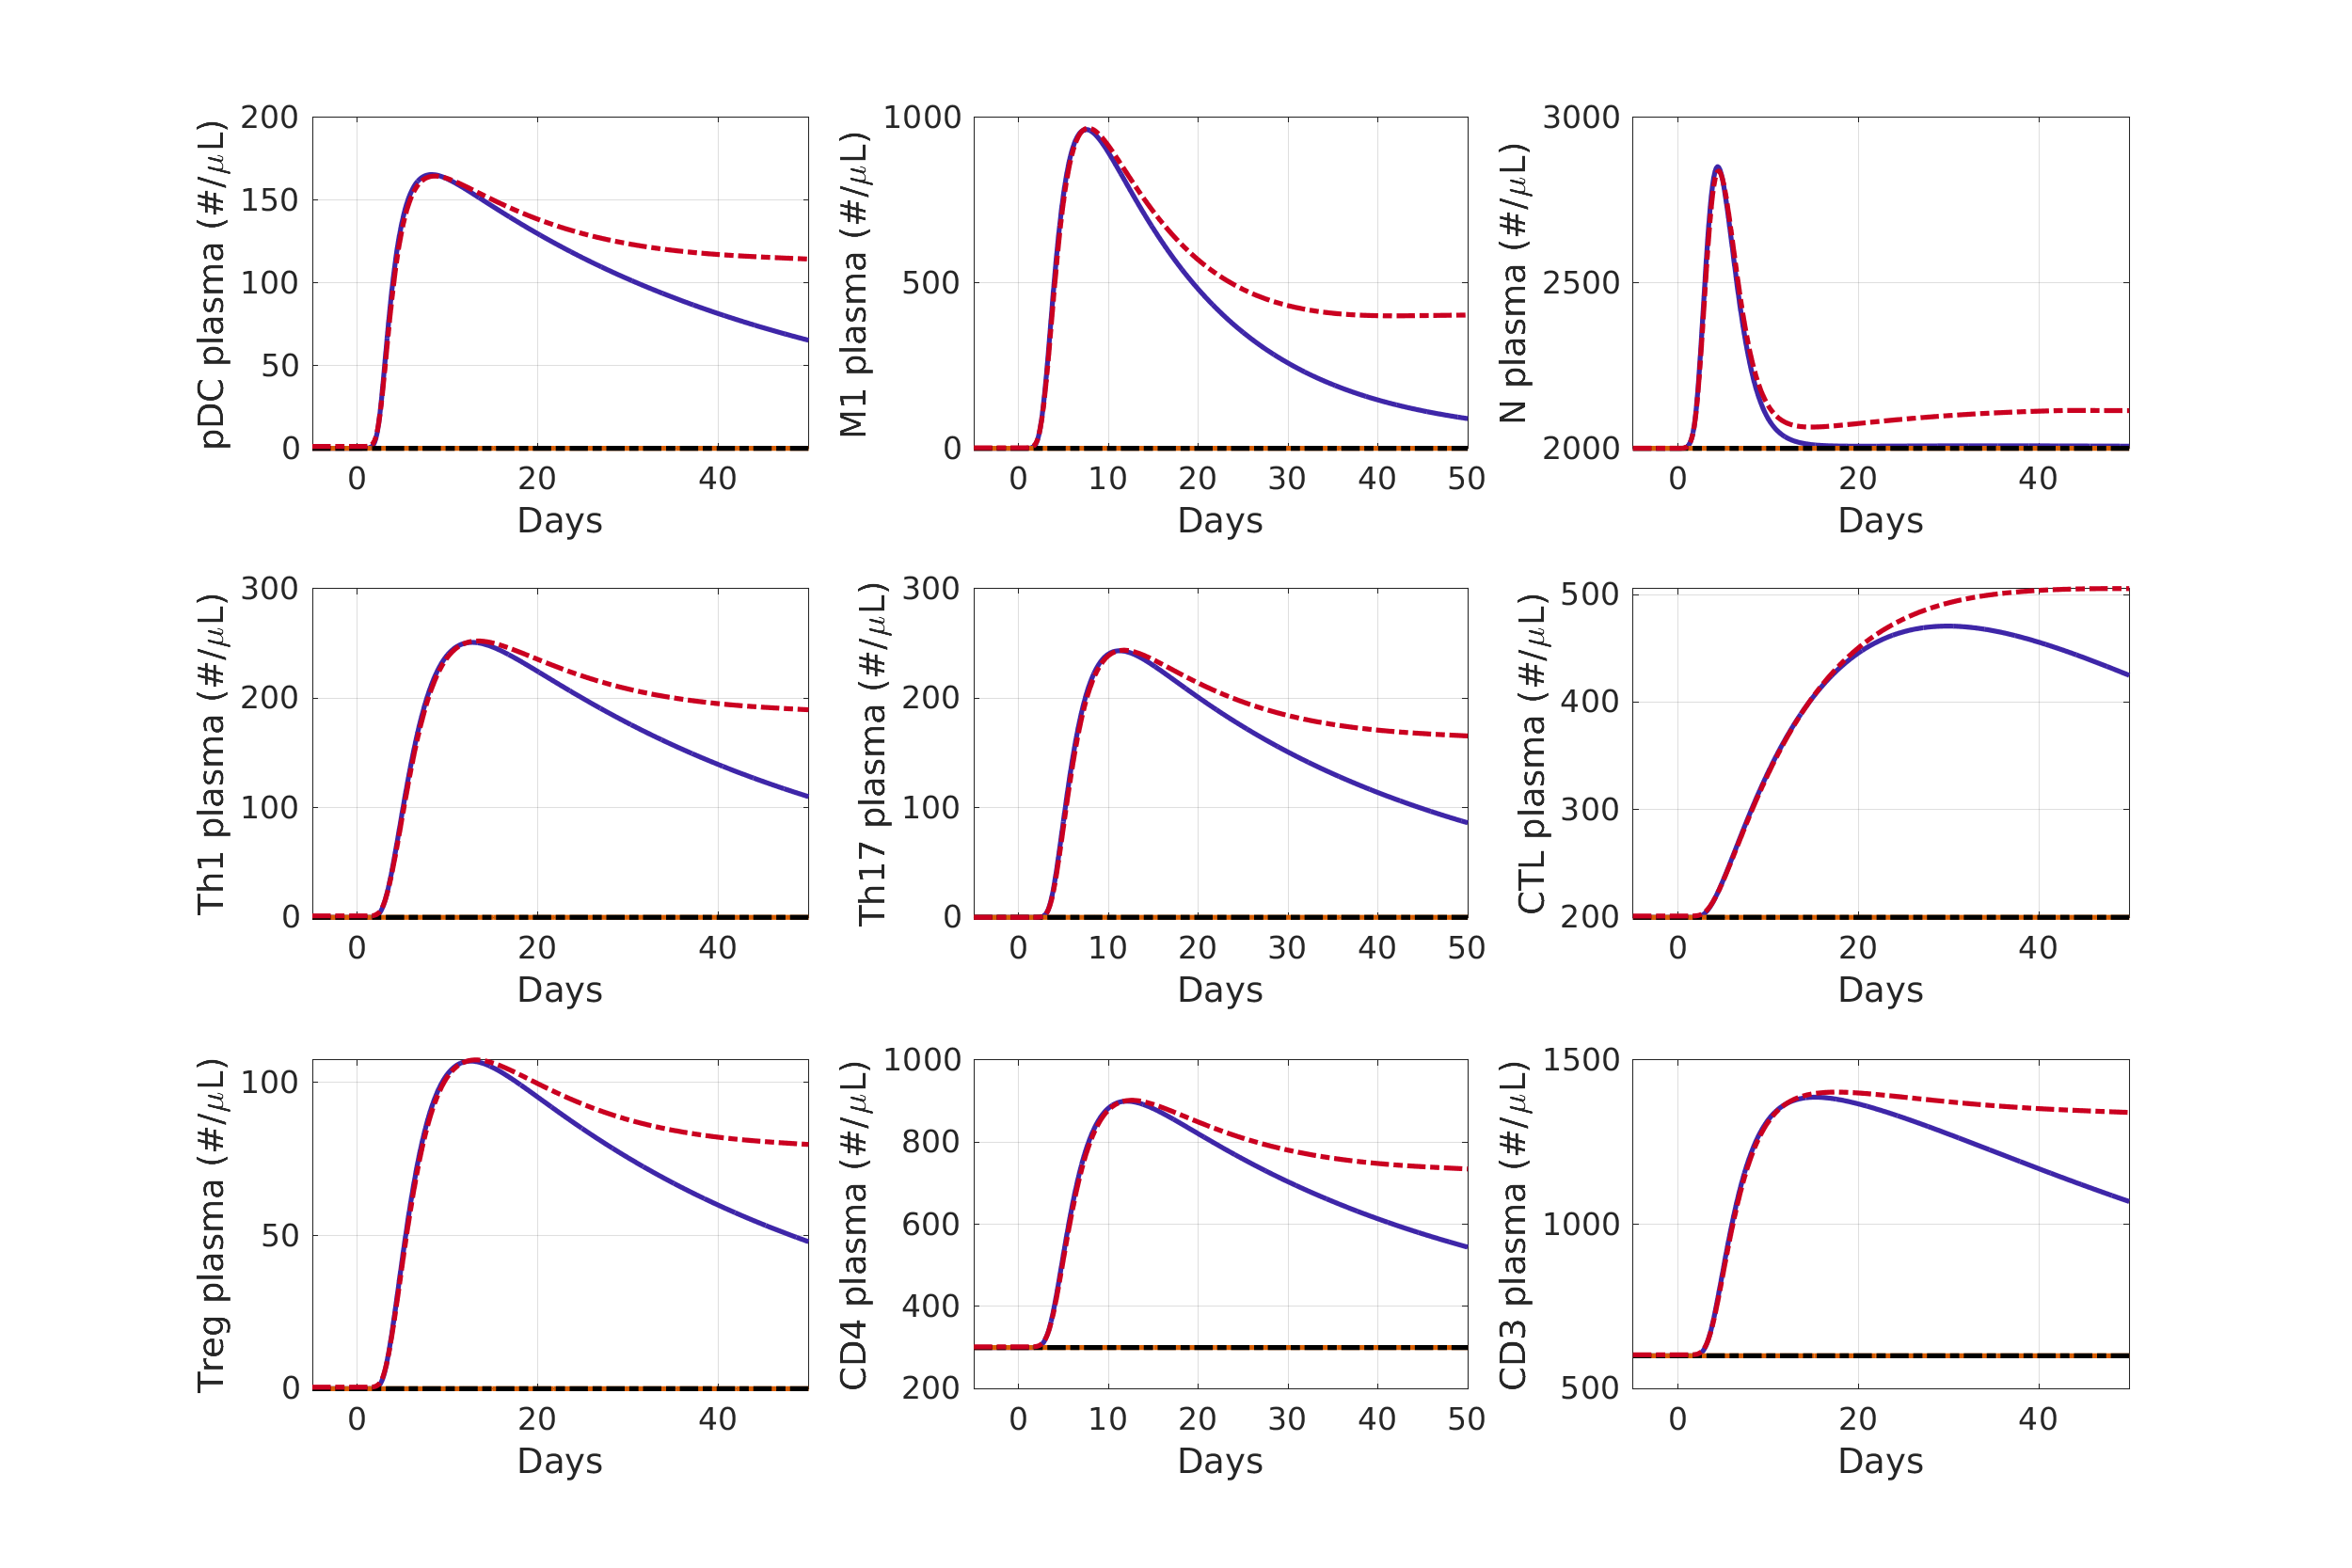 pDC plasma (#/μL)
200
150
100
50
0
0 20 40
Days
M1 plasma (#/μL)
1000
500
0
0 10 20 30 40 50
Days
N plasma (#/μL)
3000
2500
2000
0 20 40
Days
Th1 plasma (#/μL)
300
200
100
0
0 20 40
Days
Th17 plasma (#/μL)
300
200
100
0
0 10 20 30 40 50
Days
CTL plasma (#/μL)
500
400
300
200
0 20 40
Days
Treg plasma (#/μL)
100
50
0
0 20 40
Days
CD4 plasma (#/μL)
1000
800
600
400
200
0 10 20 30 40 50
Days
CD3 plasma (#/μL)
1500
1000
500
0 20 40
Days